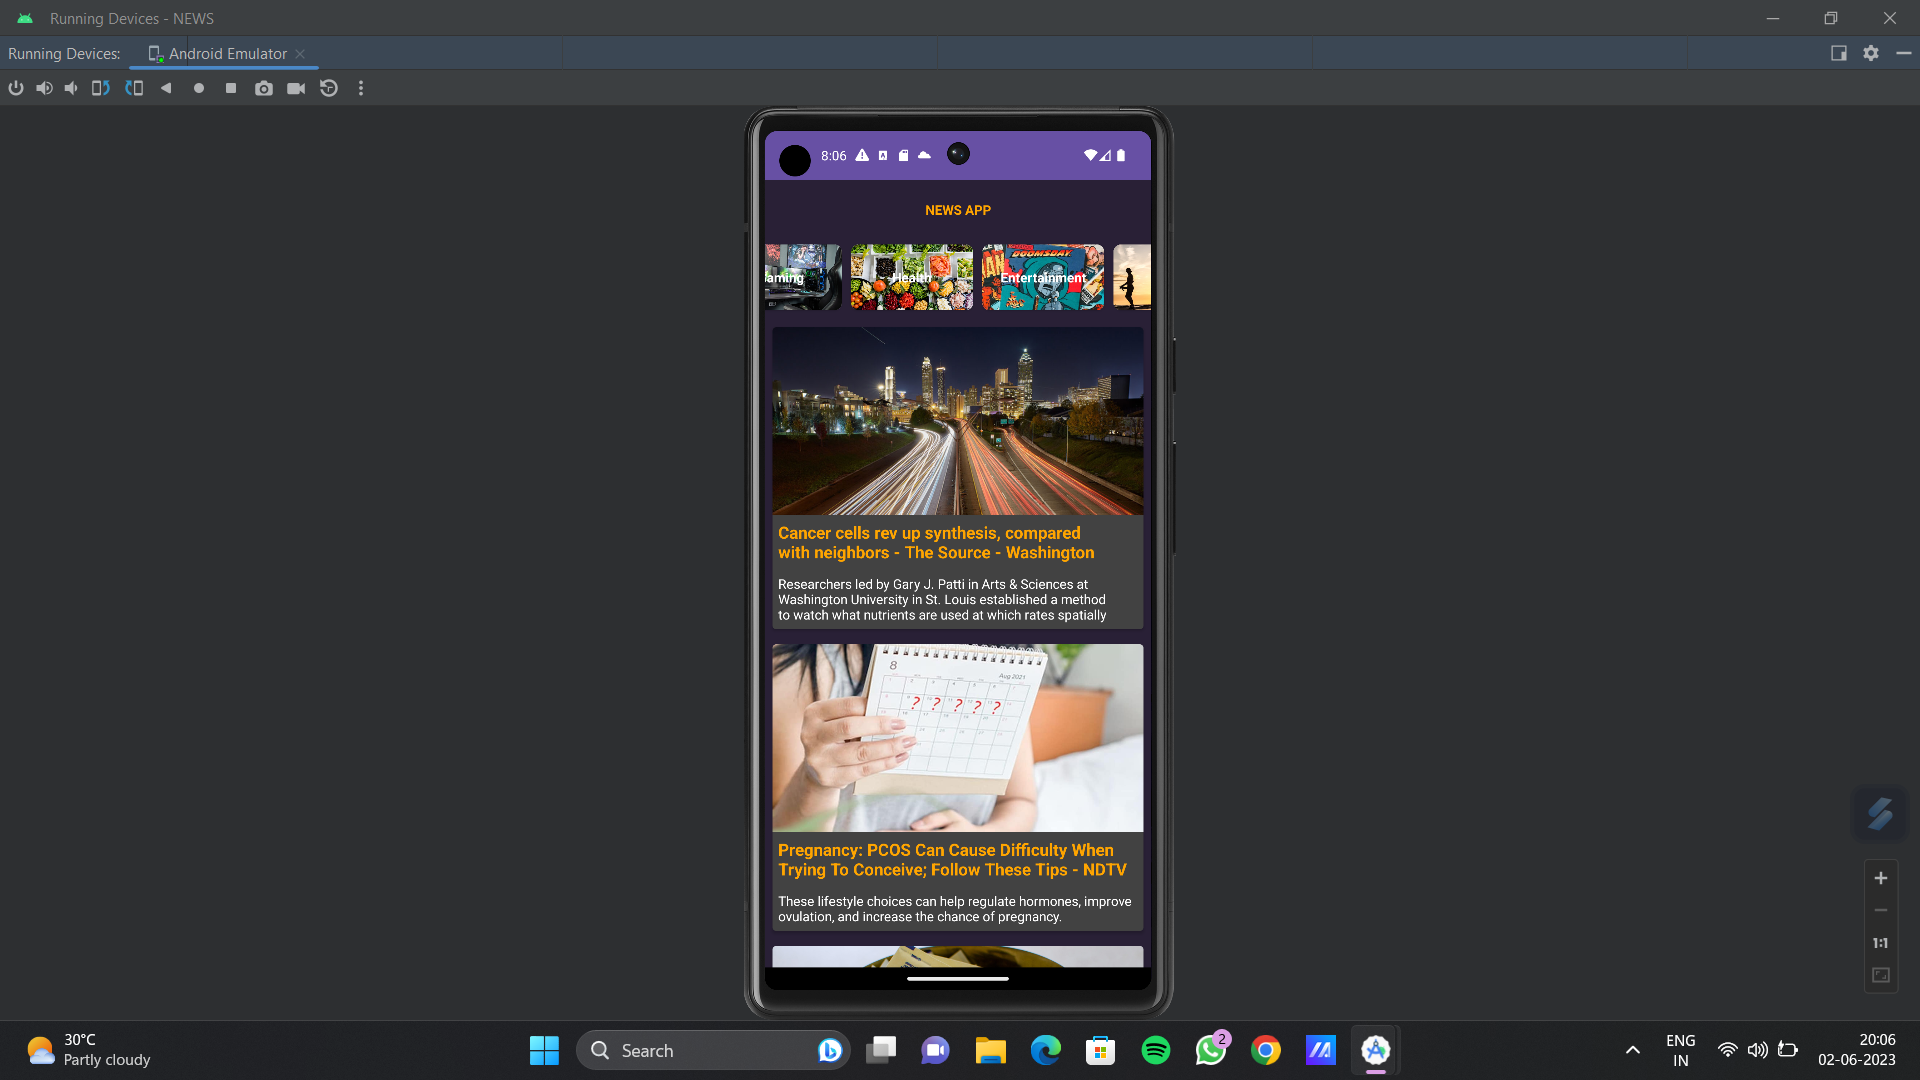 Running Devices - NEWS
Running Devices:
Android Emulator
8:06
NEWS APP
aming
Health
DOOMSDAY
Entertainment
Cancer cells rev up synthesis, compared
with neighbors - The Source - Washington
Researchers led by Gary J. Patti in Arts & Sciences at
Washington University in St. Louis established a method
to watch what nutrients are used at which rates spatially
8
Aug 2021
? ? ? ? ?
Pregnancy: PCOS Can Cause Difficulty When
Trying To Conceive; Follow These Tips - NDTV
These lifestyle choices can help regulate hormones, improve
ovulation, and increase the chance of pregnancy.
1:1
30°C
Partly cloudy
Search
2
ENG
IN
20:06
02-06-2023